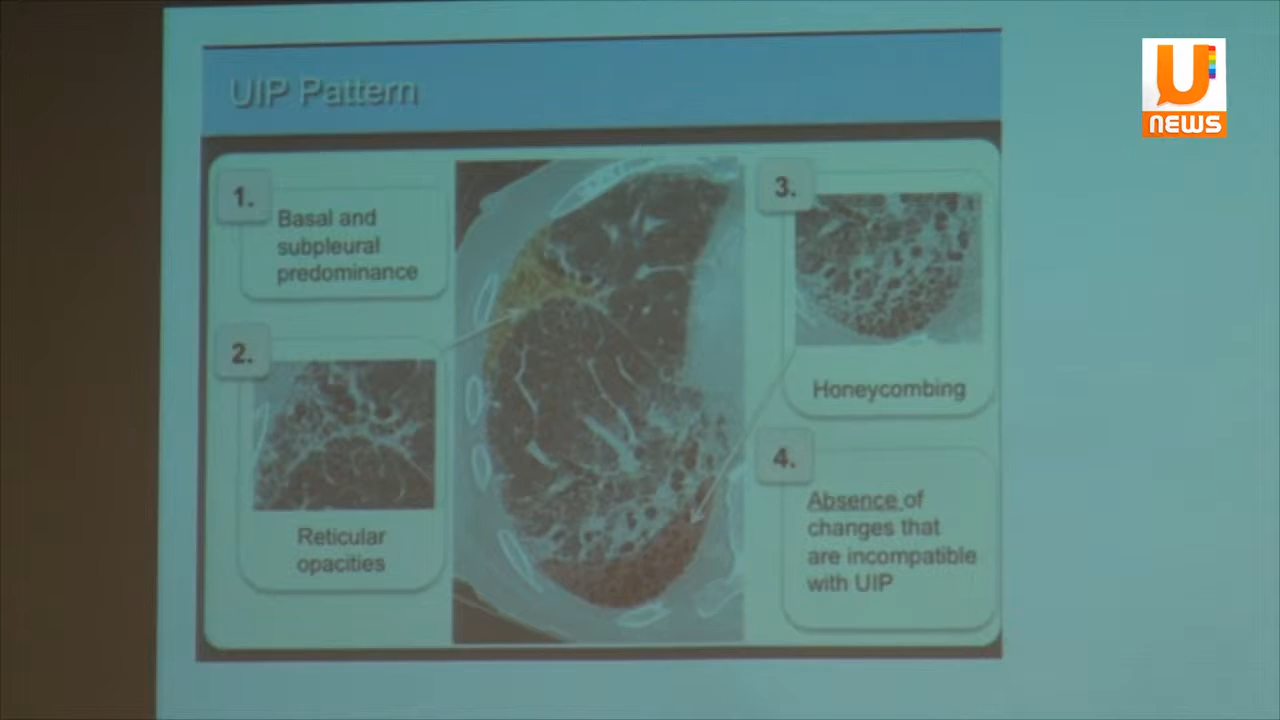 UIP Pattern
1.
Basal and
subpleural
predominance
2.
Reticular
opacities
3.
Honeycombing
4.
Absence of
changes that
are incompatible
with UIP
U
NEWS